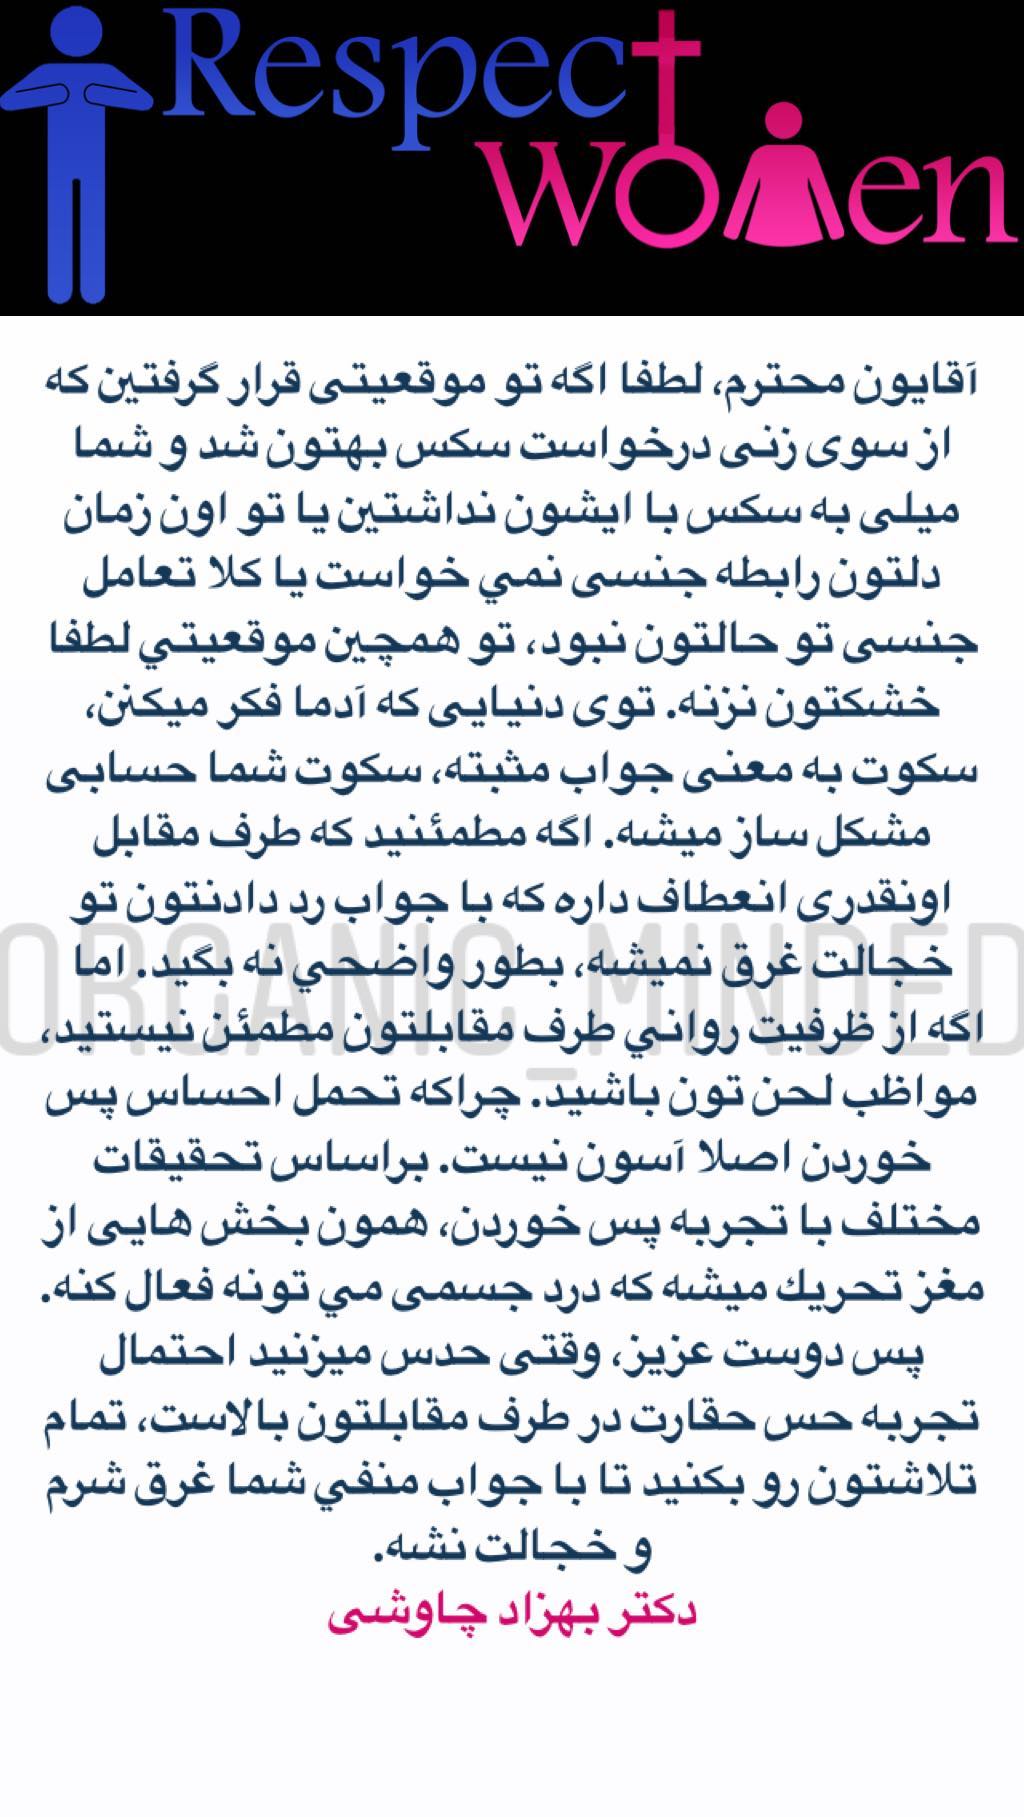 Respect
Women
آقایون محترم، لطفا اگه تو موقعیتی قرار گرفتین که
از سوی زنی درخواست سکس بهتون شد و شما
میلی به سکس با ایشون نداشتین یا تو اون زمان
دلتون رابطه جنسی نمي خواست یا کلا تعامل
جنسی تو حالتون نبود، تو همچین موقعیتي لطفا
خشکتون نزنه. توی دنیایی که آدما فکر میکنن،
سکوت به معنی جواب مثبته، سکوت شما حسابی
مشکل ساز میشه. اگه مطمئنید که طرف مقابل
اونقدری انعطاف داره که با جواب رد دادنتون تو
خجالت غرق نمیشه، بطور واضحي نه بگید. اما
اگه از ظرفیت رواني طرف مقابلتون مطمئن نیستید،
مواظب لحن تون باشید. چراکه تحمل احساس پس
خوردن اصلا آسون نیست. براساس تحقیقات
مختلف با تجربه پس خوردن، همون بخش هایی از
مغز تحريك میشه که درد جسمی مي تونه فعال کنه.
پس دوست عزیز، وقتی حدس میزنید احتمال
تجربه حس حقارت در طرف مقابلتون بالاست، تمام
تلاشتون رو بکنید تا با جواب منفي شما غرق شرم
و خجالت نشه.
دکتر بهزاد چاوشی
ORGANIC_MINDED